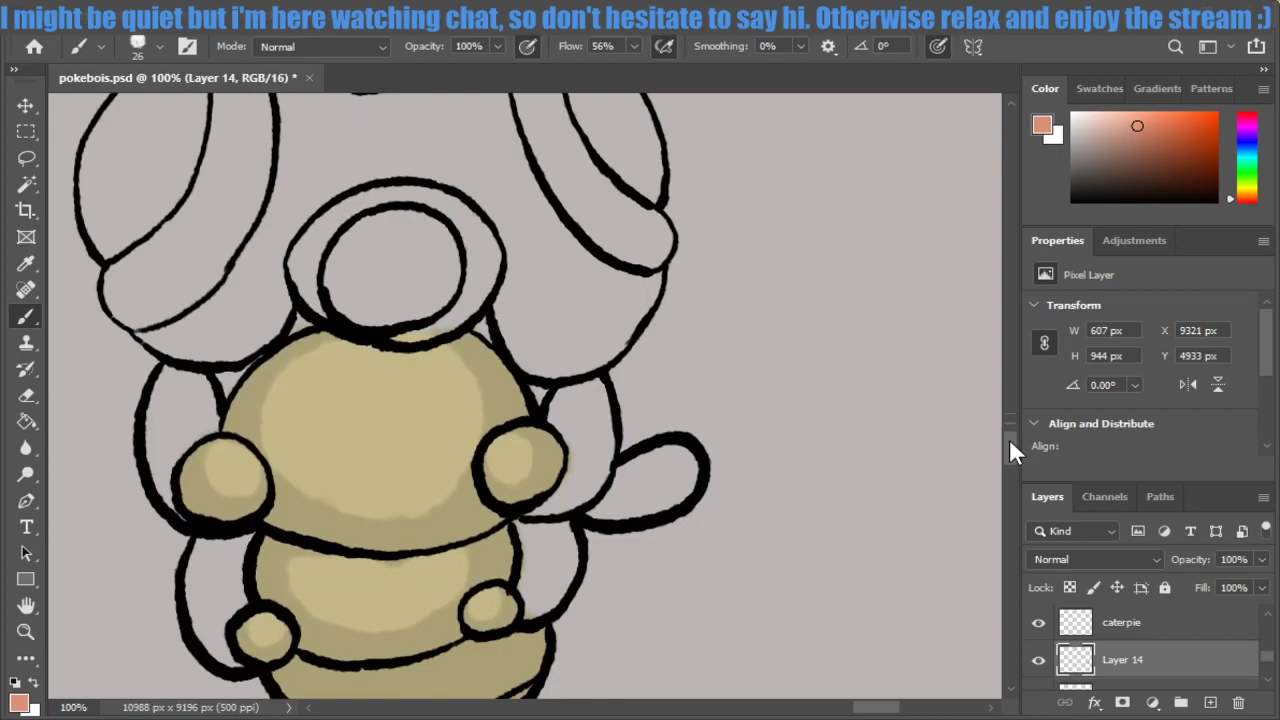 I might be quiet but i'm here watching chat, so don't hesitate to say hi. Otherwise relax and enjoy the stream :)
26 Mode: Normal Opacity: 100% Flow: 56% Smoothing: 0% 0°
pokebois.psd @ 100% (Layer 14, RGB/16) *
Color Swatches Gradients Patterns
Properties Adjustments
Pixel Layer
Transform
W 607 px X 9321 px
H 944 px Y 4933 px
0.00°
Align and Distribute
Align:
Layers Channels Paths
Kind
Normal Opacity: 100%
Lock: Fill: 100%
caterpie
Layer 14
100% 10988 px x 9196 px (500 ppi)